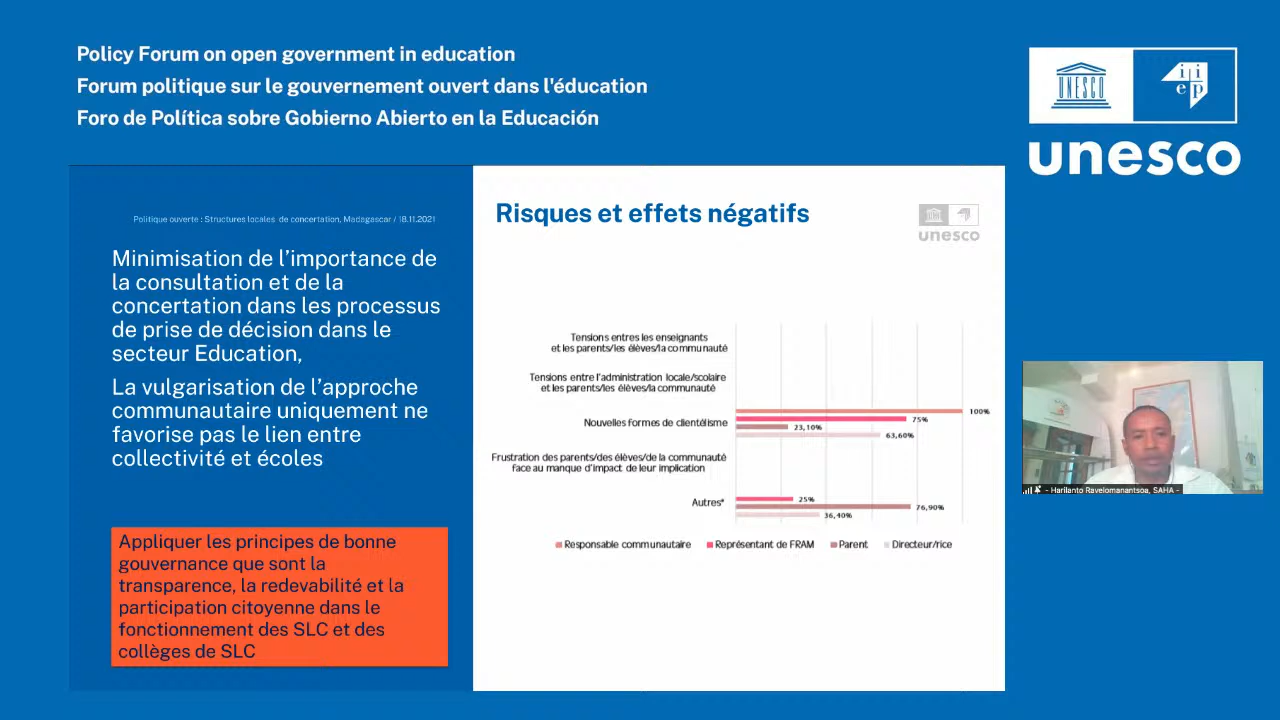 Policy Forum on open government in education
Forum politique sur le gouvernement ouvert dans l'éducation
Foro de Política sobre Gobierno Abierto en la Educación
UNESCO
iiep
unesco
Politique ouverte : Structures locales de concertation, Madagascar / 18.11.2021
Minimisation de l’importance de
la consultation et de la
concertation dans les processus
de prise de décision dans le
secteur Education,
La vulgarisation de l’approche
communautaire uniquement ne
favorise pas le lien entre
collectivité et écoles
Appliquer les principes de bonne
gouvernance que sont la
transparence, la redevabilité et la
participation citoyenne dans le
fonctionnement des SLC et des
collèges de SLC
Risques et effets négatifs
unesco
Tensions entres les enseignants
et les parents/les élèves/la communauté
Tensions entre l’administration locale/scolaire
et les parents/les élèves/la communauté
Nouvelles formes de clientélisme
100%
75%
23,10%
63,60%
Frustration des parents/des élèves/de la communauté
face au manque d’impact de leur implication
Autres*
25%
76,90%
36,40%
Responsable communautaire
Représentant de FRAM
Parent
Directeur/rice
- Harilanto Ravelomanantsoa, SAHA -